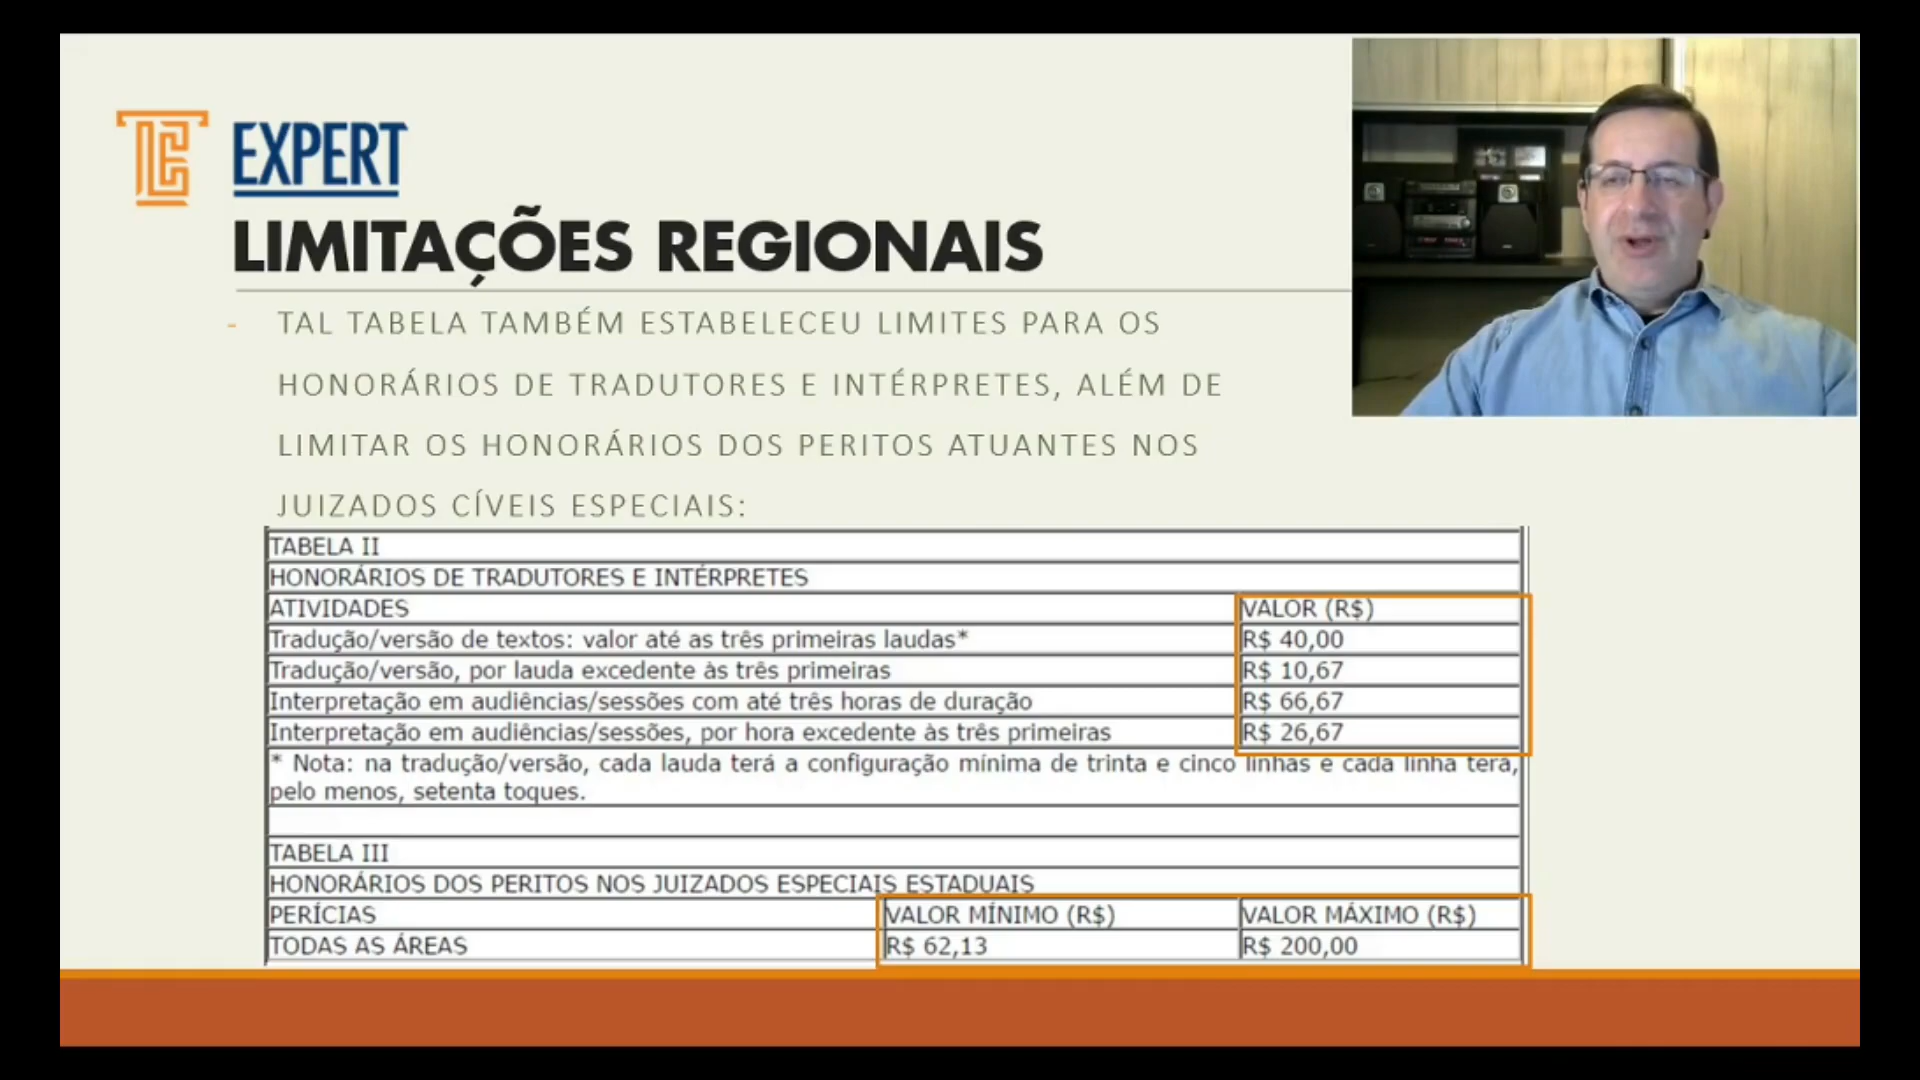 EXPERT
LIMITAÇÕES REGIONAIS
- TAL TABELA TAMBÉM ESTABELECEU LIMITES PARA OS
HONORÁRIOS DE TRADUTORES E INTÉRPRETES, ALÉM DE
LIMITAR OS HONORÁRIOS DOS PERITOS ATUANTES NOS
JUIZADOS CÍVEIS ESPECIAIS:
TABELA II
HONORÁRIOS DE TRADUTORES E INTÉRPRETES
ATIVIDADES VALOR (R$)
Tradução/versão de textos: valor até as três primeiras laudas* R$ 40,00
Tradução/versão, por lauda excedente às três primeiras R$ 10,67
Interpretação em audiências/sessões com até três horas de duração R$ 66,67
Interpretação em audiências/sessões, por hora excedente às três primeiras R$ 26,67
* Nota: na tradução/versão, cada lauda terá a configuração mínima de trinta e cinco linhas e cada linha terá,
pelo menos, setenta toques.
TABELA III
HONORÁRIOS DOS PERITOS NOS JUIZADOS ESPECIAIS ESTADUAIS
PERÍCIAS VALOR MÍNIMO (R$) VALOR MÁXIMO (R$)
TODAS AS ÁREAS R$ 62,13 R$ 200,00